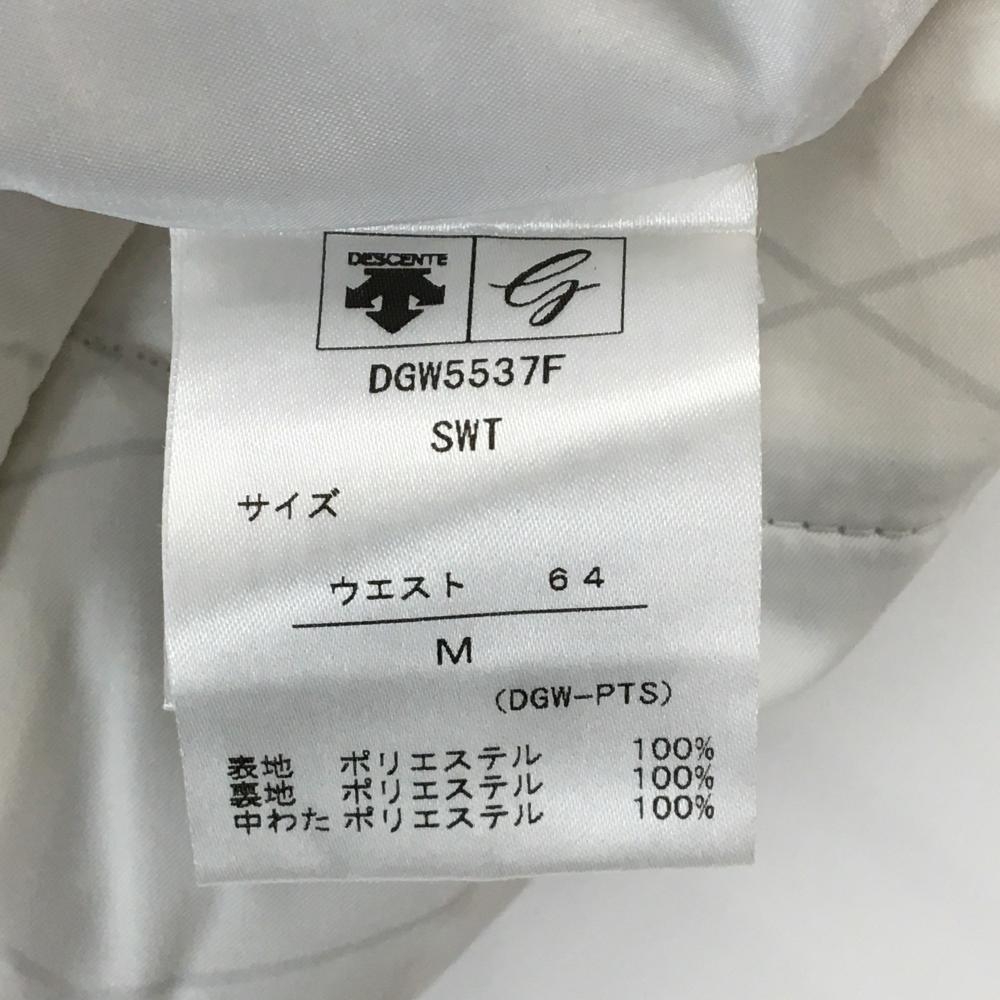 DESCENTE
G
DGW5537F
SWT
サイズ
ウエスト 64
M
(DGW-PTS)
表地 ポリエステル 100%
裏地 ポリエステル 100%
中わた ポリエステル 100%